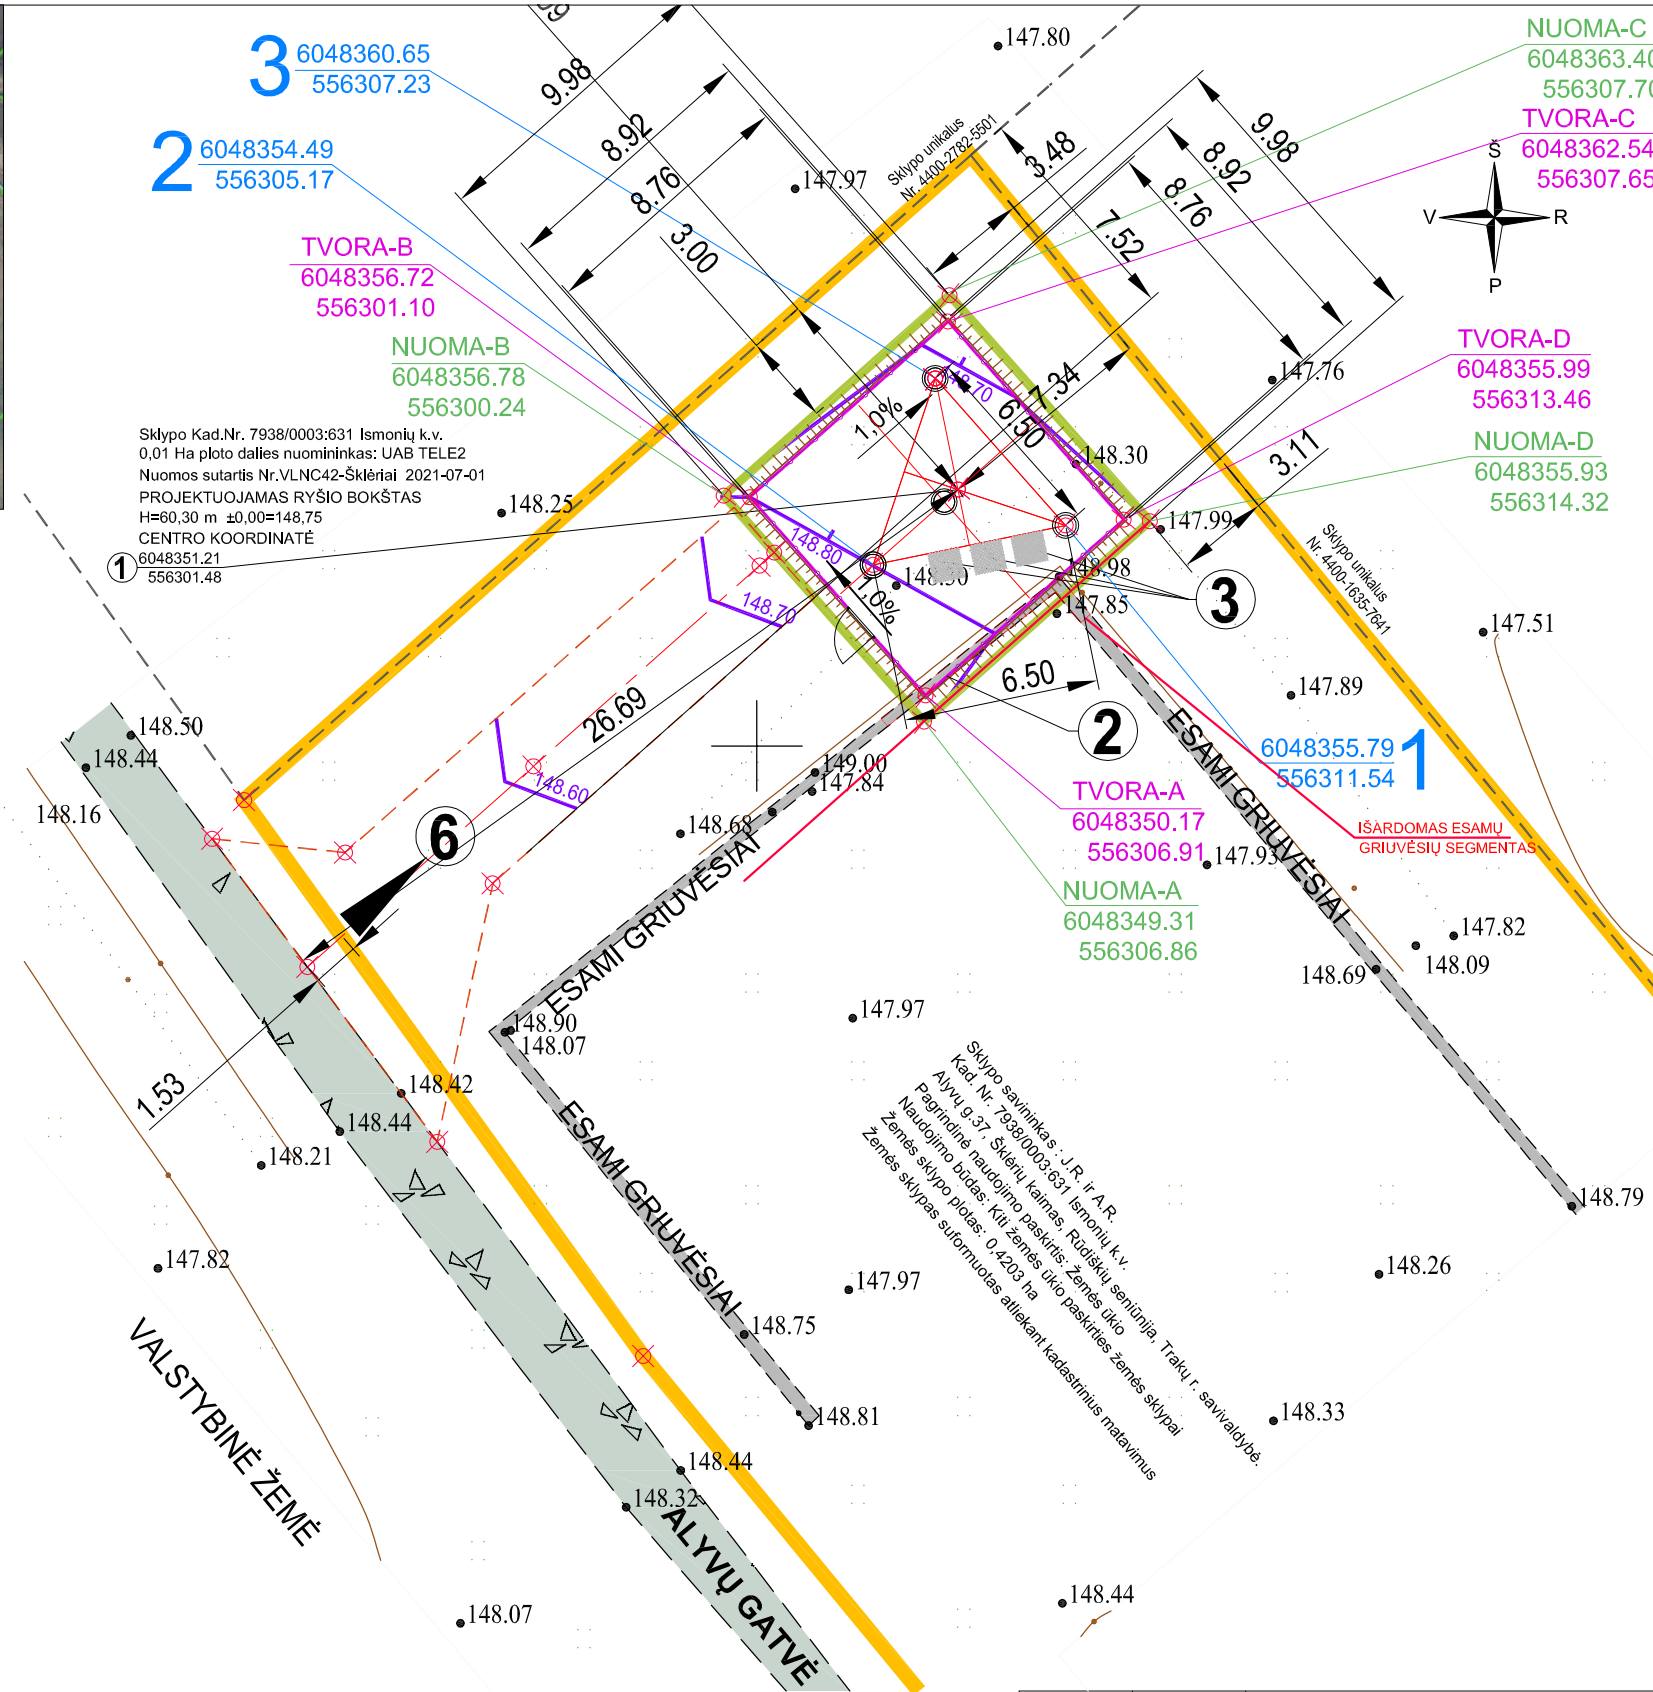 3
6048360.65
556307.23
2
6048354.49
556305.17
TVORA-B
6048356.72
556301.10
NUOMA-B
6048356.78
556300.24
Sklypo Kad.Nr. 7938/0003:631 Ismonių k.v.
0,01 Ha ploto dalies nuomininkas: UAB TELE2
Nuomos sutartis Nr.VLNC42-Šklėriai 2021-07-01
PROJEKTUOJAMAS RYŠIO BOKŠTAS
H=60,30 m ±0,00=148,75
CENTRO KOORDINATĖ
1
6048351.21
556301.48
9.98
8.92
8.76
3.00
147.80
147.97
Sklypo unikalus
Nr. 4400-2782-5501
3.48
7.52
9.98
8.92
8.76
NUOMA-C
6048363.40
556307.70
TVORA-C
6048362.54
556307.65
Š
V
R
P
TVORA-D
6048355.99
556313.46
NUOMA-D
6048355.93
556314.32
147.76
148.70
7.34
6.50
1,0%
148.30
3.11
147.99
148.25
148.80
1,0%
148.70
148.98
147.85
3
Sklypo unikalus
Nr. 4400-1635-7641
147.51
147.89
6.50
2
26.69
148.60
149.00
147.84
148.68
6
148.50
148.44
148.16
ESAMI GRIUVĖSIAI
ESAMI GRIUVĖSIAI
6048355.79
556311.54
1
TVORA-A
6048350.17
556306.91
IŠARDOMAS ESAMŲ
GRIUVĖSIŲ SEGMENTAS
147.93
NUOMA-A
6048349.31
556306.86
147.82
148.09
148.69
1.53
148.90
148.07
147.97
148.42
148.44
148.21
ESAMI GRIUVĖSIAI
Sklypo savininkas : J.R. ir A.R.
Kad. Nr. 7938/0003:631 Ismonių k.v.
Alyvų g.37, Šklėrių kaimas, Rūdiškių seniūnija, Trakų r. savivaldybė.
Pagrindinė naudojimo paskirtis: Žemės ūkio
Naudojimo būdas: Kiti žemės ūkio paskirties žemės sklypai
Žemės sklypo plotas: 0,4203 ha
Žemės sklypas suformuotas atliekant kadastrinius matavimus
148.79
147.82
147.97
148.26
148.75
148.81
148.33
VALSTYBINĖ ŽEMĖ
148.44
148.32
ALYVŲ GATVĖ
148.07
148.44